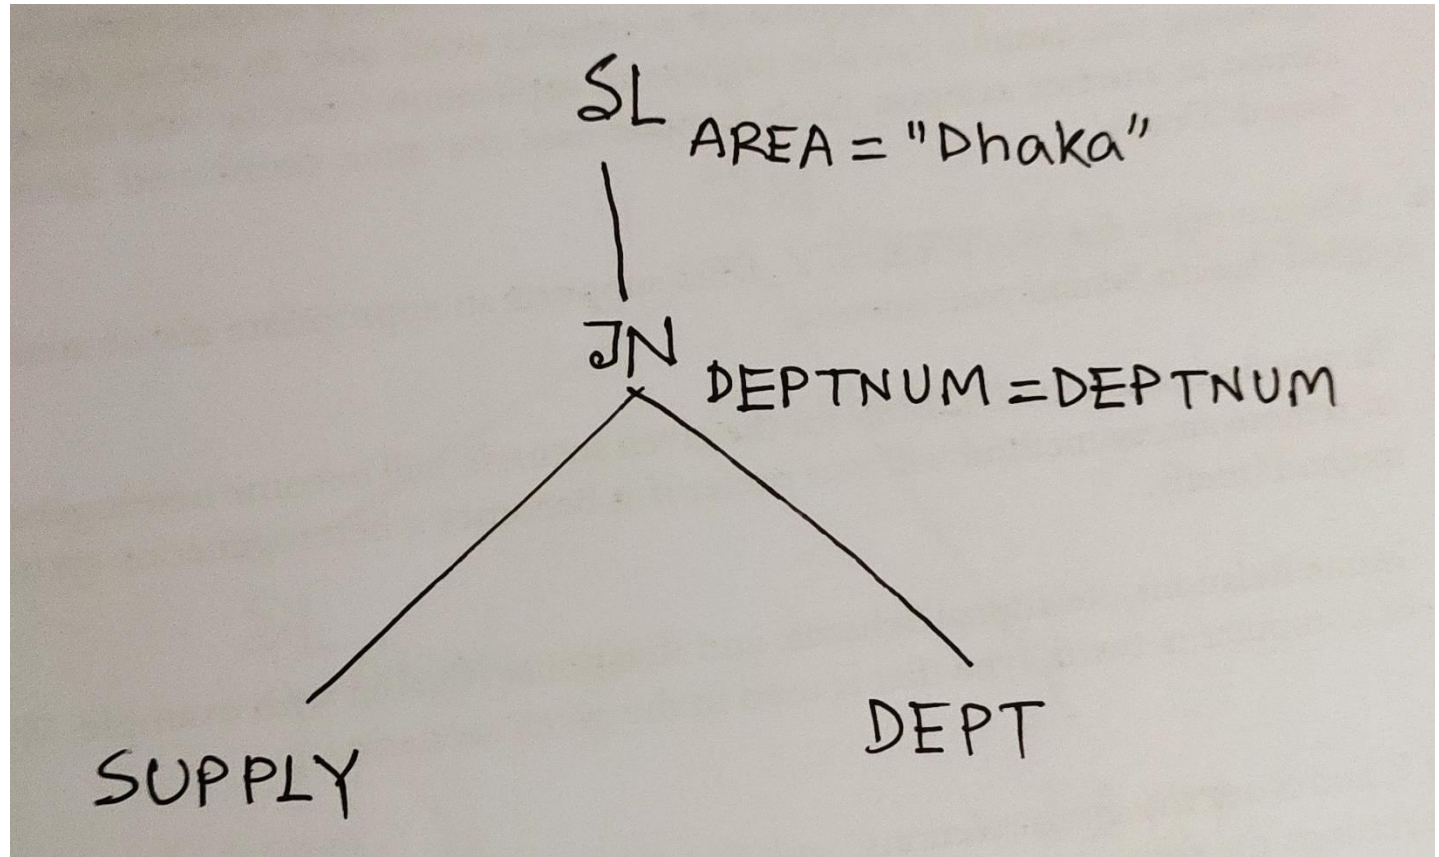 SL
AREA = "Dhaka"
JN
DEPTNUM = DEPTNUM
SUPPLY
DEPT